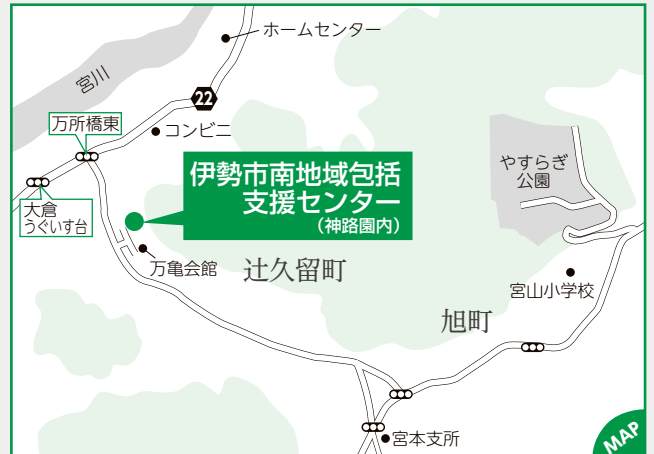 ホームセンター
宮川
22
万所橋東
コンビニ
伊勢市南地域包括
支援センター
（神路園内）
やすらぎ
公園
大倉
うぐいす台
万亀会館
辻久留町
宮山小学校
旭町
宮本支所
MAP